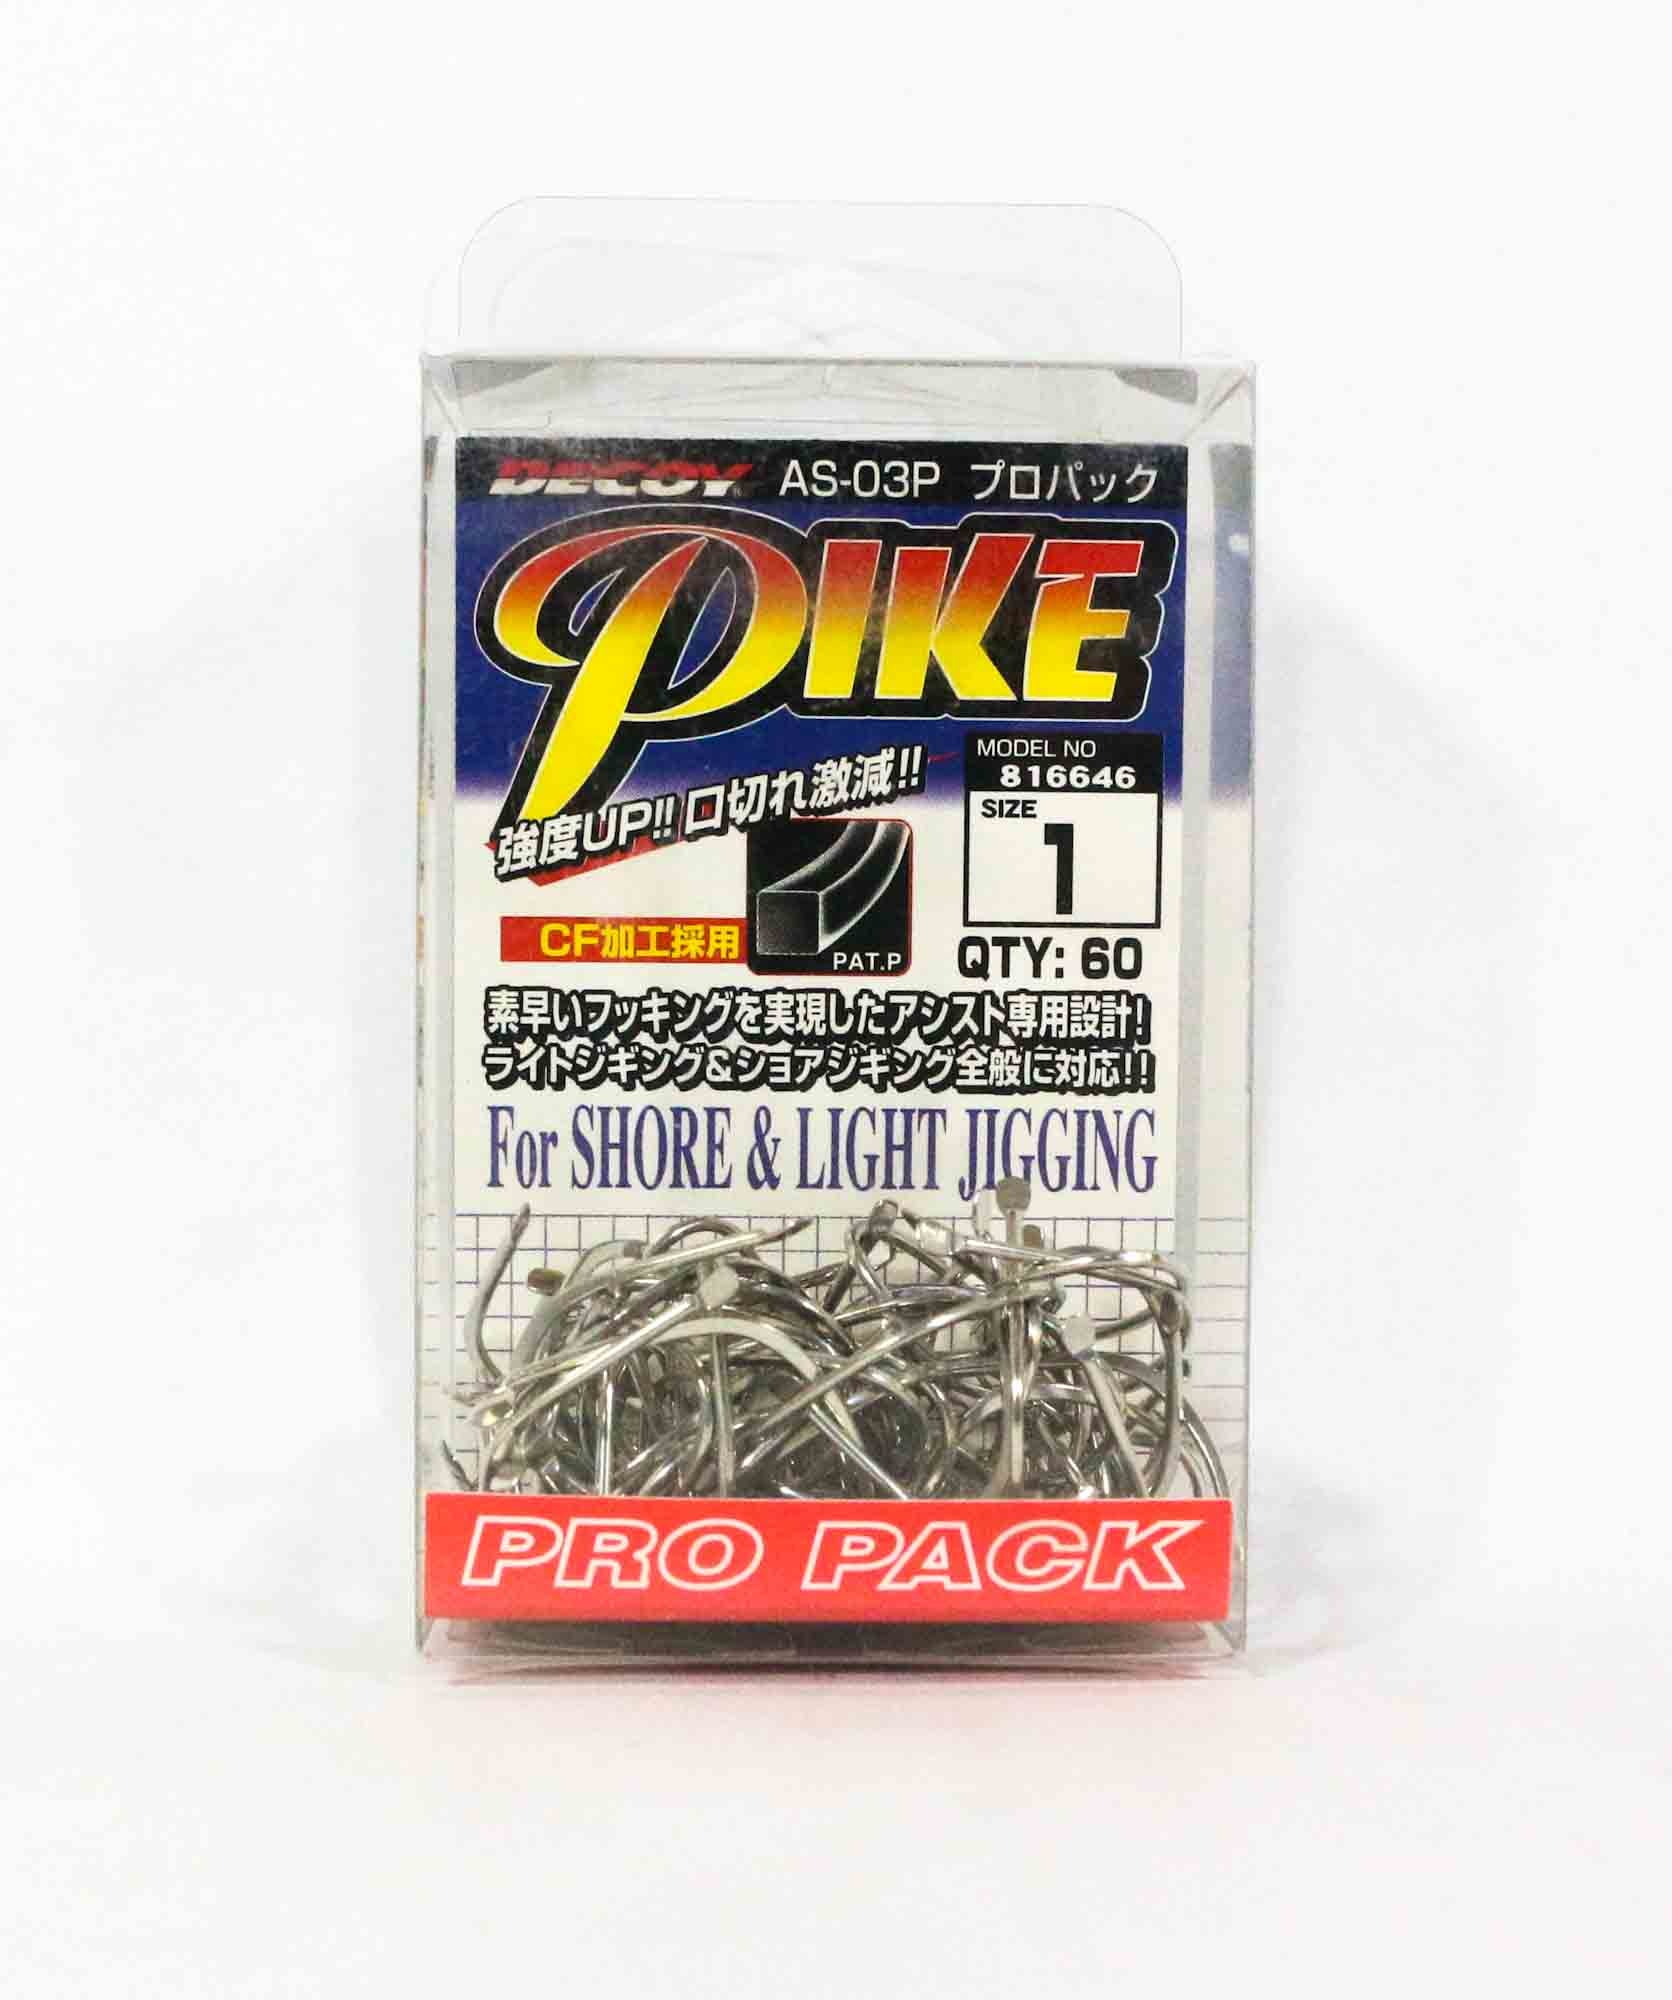 DECOY AS-03P プロパック
PIKE
MODEL NO
816646
SIZE
1
QTY: 60
強度UP!! 口切れ激減!!
CF加工採用
PAT.P
素早いフッキングを実現したアシスト専用設計!
ライトジギング&ショアジギング全般に対応!!
For SHORE & LIGHT JIGGING
PRO PACK